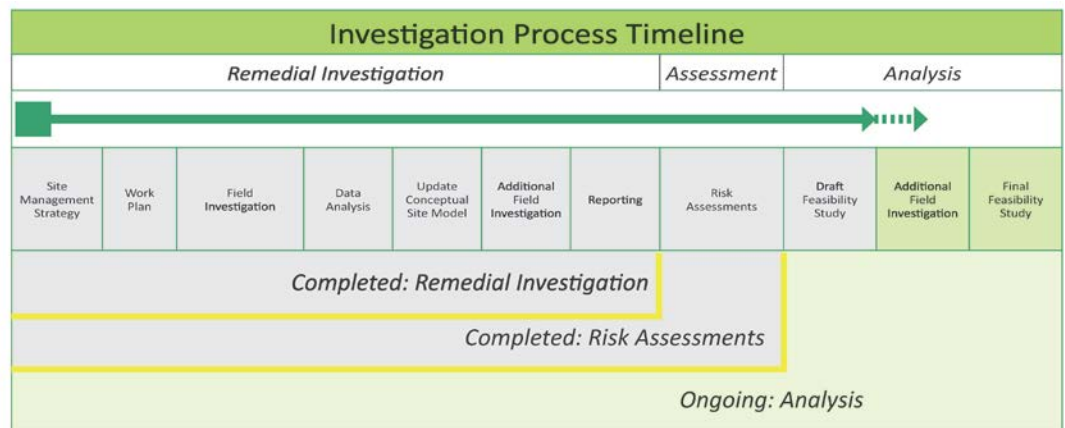 Investigation Process Timeline
Remedial Investigation
Assessment
Analysis
Site
Management
Strategy
Work
Plan
Field
Investigation
Data
Analysis
Update
Conceptual
Site Model
Additional
Field
Investigation
Reporting
Risk
Assessments
Draft
Feasibility
Study
Additional
Field
Investigation
Final
Feasibility
Study
Completed: Remedial Investigation
Completed: Risk Assessments
Ongoing: Analysis